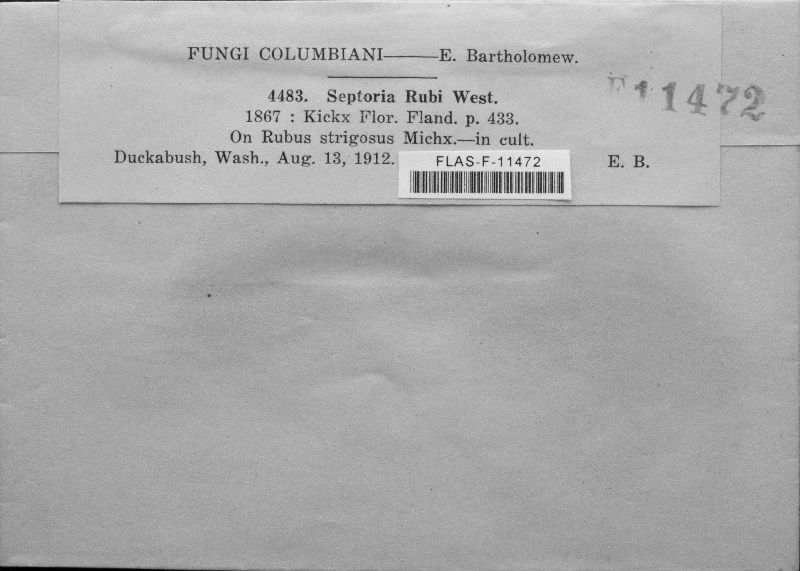 FUNGI COLUMBIANI——E. Bartholomew.
F11472
4483. Septoria Rubi West.
1867 : Kickx Flor. Fland. p. 433.
On Rubus strigosus Michx.—in cult.
Duckabush, Wash., Aug. 13, 1912.
E. B.
FLAS-F-11472